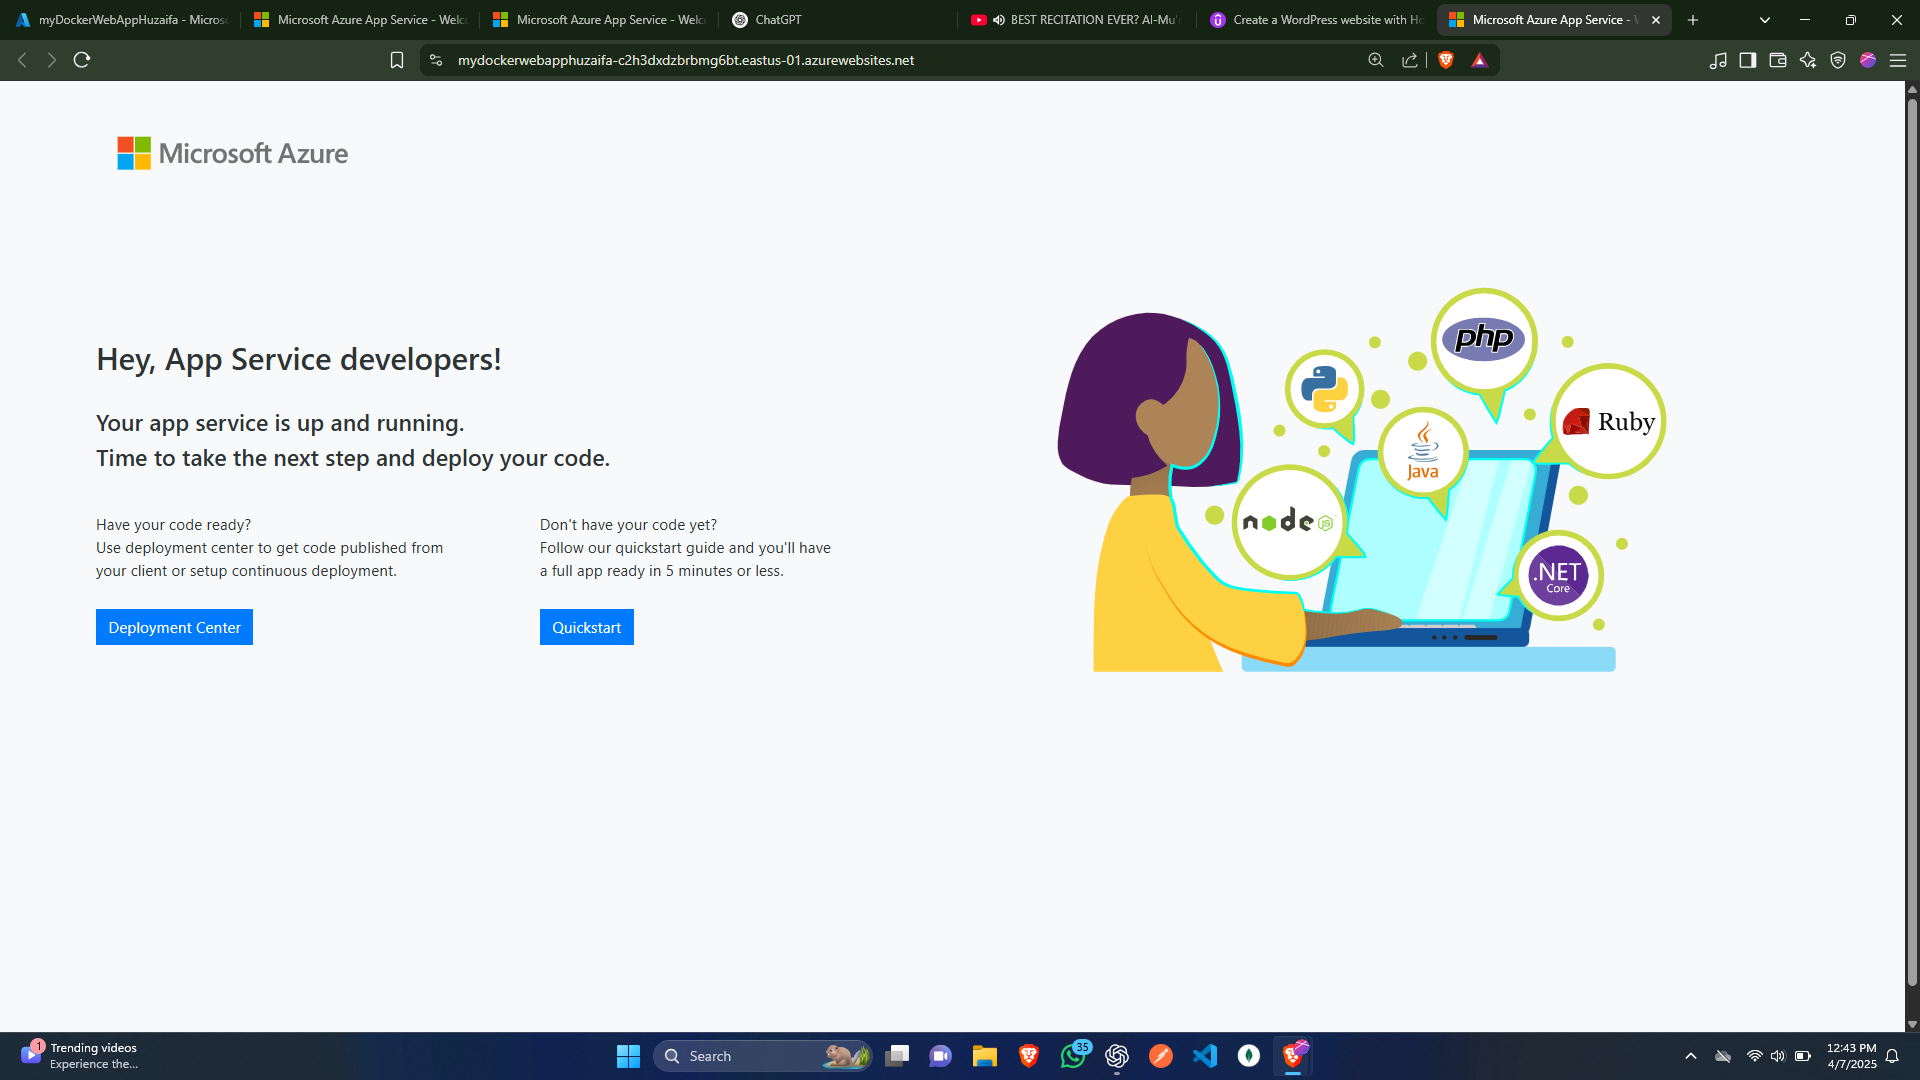 myDockerWebAppHuzaifa - Micros
Microsoft Azure App Service - Welc
Microsoft Azure App Service - Welc
ChatGPT
BEST RECITATION EVER? Al-Mu'
Create a WordPress website with Ho
Microsoft Azure App Service - W
mydockerwebapphuzaifa-c2h3dxdzbrbmg6bt.eastus-01.azurewebsites.net
Microsoft Azure
Hey, App Service developers!
Your app service is up and running.
Time to take the next step and deploy your code.
Have your code ready?
Use deployment center to get code published from
your client or setup continuous deployment.
Deployment Center
Don't have your code yet?
Follow our quickstart guide and you'll have
a full app ready in 5 minutes or less.
Quickstart
php
Ruby
Java
node
JS
.NET
Core
1
Trending videos
Experience the...
Search
35
12:43 PM
4/7/2025